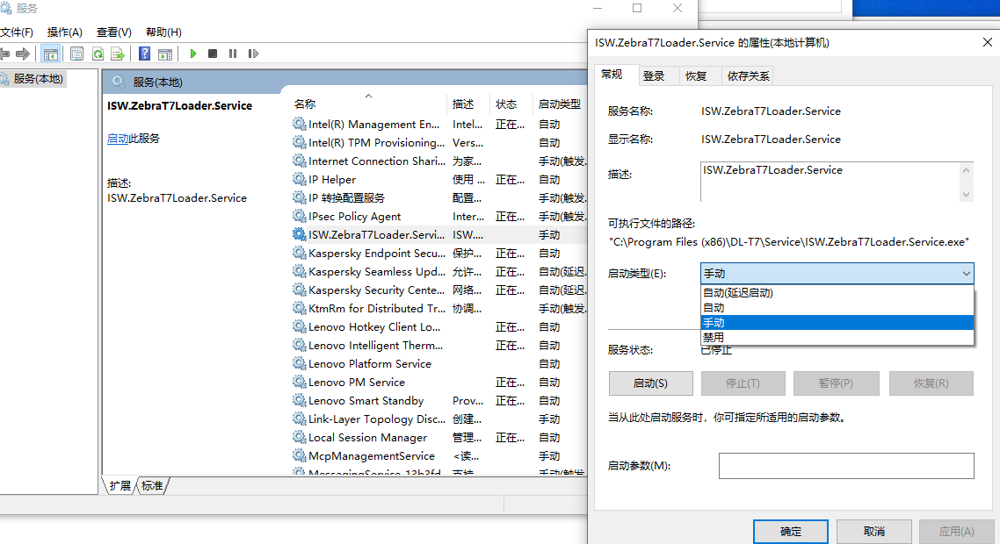 服务
文件(F) 操作(A) 查看(V) 帮助(H)
服务(本地)
服务(本地)
ISW.ZebraT7Loader.Service
启动此服务
描述:
ISW.ZebraT7Loader.Service
名称 描述 状态 启动类型
Intel(R) Management En... Intel... 正在... 自动
Intel(R) TPM Provisioning... Vers... 自动
Internet Connection Shari... 为家... 手动(触发
IP Helper 使用 ... 正在... 自动
IP 转换配置服务 配置... 手动(触发
IPsec Policy Agent Inter... 正在... 手动(触发
ISW.ZebraT7Loader.Servi... ISW.... 手动
Kaspersky Endpoint Secu... 保护... 正在... 自动
Kaspersky Seamless Upd... 允许... 正在... 自动(延迟
Kaspersky Security Cente... 网络... 正在... 自动(延迟
KtmRm for Distributed Tr... 协调... 手动(触发
Lenovo Hotkey Client Lo... 正在... 自动
Lenovo Intelligent Therm... 正在... 自动
Lenovo Platform Service 自动
Lenovo PM Service 正在... 自动
Lenovo Smart Standby Prov... 正在... 自动
Link-Layer Topology Disc... 创建... 手动
Local Session Manager 管理... 正在... 自动
McpManagementService <读... 手动
MessagingService_13b3fd 支持... 手动(触发
扩展 标准
ISW.ZebraT7Loader.Service 的属性(本地计算机)
常规 登录 恢复 依存关系
服务名称: ISW.ZebraT7Loader.Service
显示名称: ISW.ZebraT7Loader.Service
描述: ISW.ZebraT7Loader.Service
可执行文件的路径:
"C:\Program Files (x86)\DL-T7\Service\ISW.ZebraT7Loader.Service.exe"
启动类型(E): 手动
自动(延迟启动)
自动
手动
禁用
服务状态: 已停止
启动(S) 停止(T) 暂停(P) 恢复(R)
当从此处启动服务时，你可指定所适用的启动参数。
启动参数(M):
确定 取消 应用(A)